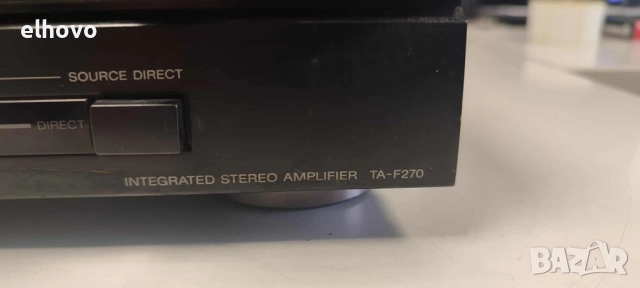 elhovo
SOURCE DIRECT
DIRECT
INTEGRATED STEREO AMPLIFIER TA-F270
BAZAR